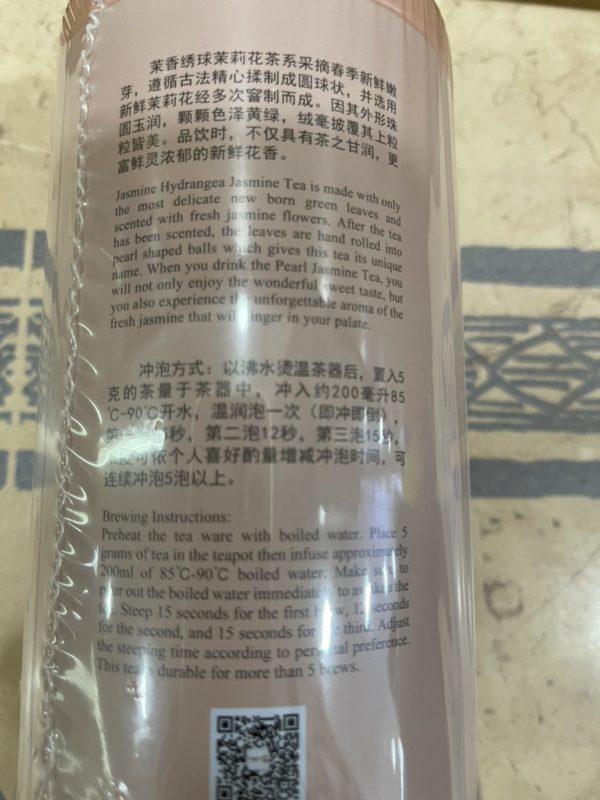 茉香绣球茉莉花茶系采摘春季新鲜嫩
芽，遵循古法精心揉制成圆球状，并选用
新鲜茉莉花经多次窨制而成。因其外形珠
圆玉润，颗颗色泽黄绿，绒毫披覆其上粒
粒皆美。品饮时，不仅具有茶之甘润，更
富鲜灵浓郁的新鲜花香。
Jasmine Hydrangea Jasmine Tea is made with only
the most delicate new born green leaves and
scented with fresh jasmine flowers. After the tea
has been scented, the leaves are hand rolled into
pearl shaped balls which gives this tea its unique
name. When you drink the Pearl Jasmine Tea, you
will not only enjoy the wonderful sweet taste, but
you also experience the unforgettable aroma of the
fresh jasmine that will linger in your palate.
冲泡方式：以沸水烫温茶器后，置入5
克的茶量于茶器中，冲入约200毫升85
℃-90℃开水，温润泡一次（即冲即倒），
第 秒，第二泡12秒，第三泡15秒，
浓度可依个人喜好酌量增减冲泡时间，可
连续冲泡5泡以上。
Brewing Instructions:
Preheat the tea ware with boiled water. Place 5
grams of tea in the teapot then infuse approximately
200ml of 85℃-90℃ boiled water. Make sure to
pour out the boiled water immediately to awaken the
tea. Steep 15 seconds for the first brew, 12 seconds
for the second, and 15 seconds for the third. Adjust
the steeping time according to personal preference.
This tea is durable for more than 5 brews.